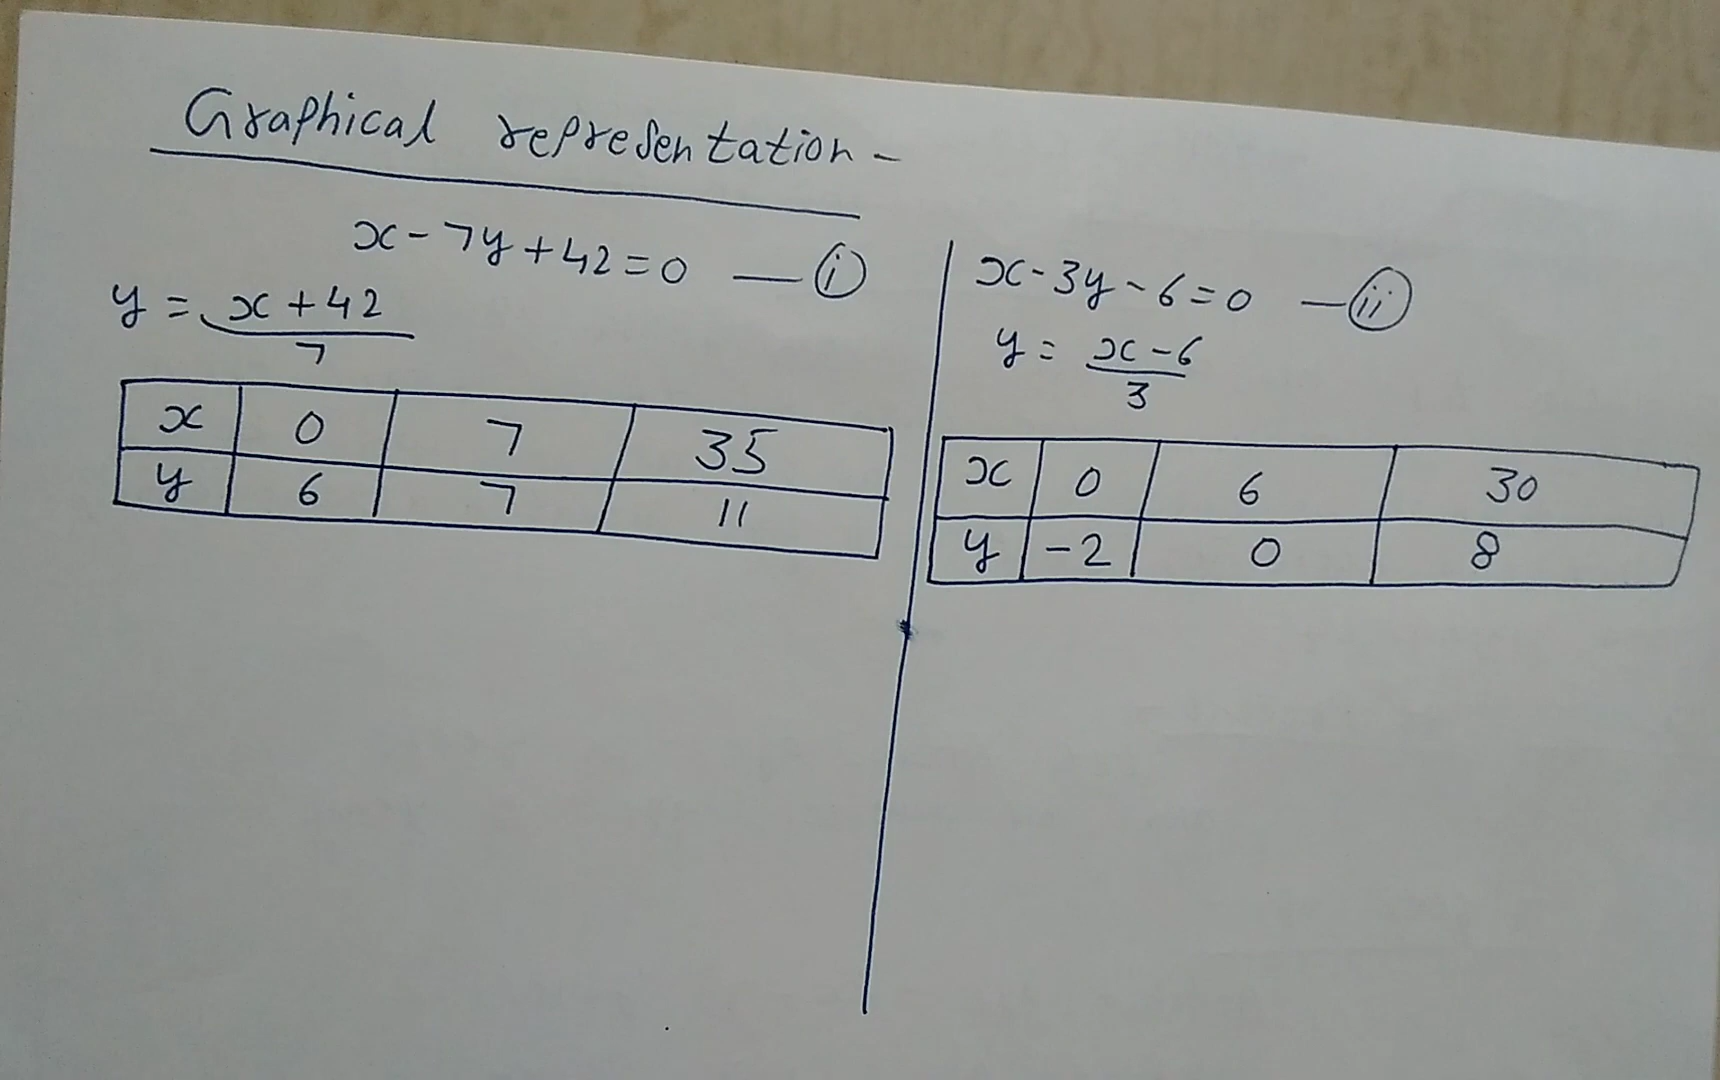 Graphical representation -
x - 7y + 42 = 0 — (i)
y = x + 42
7
x 0 7 35
y 6 7 11
x - 3y - 6 = 0 — (ii)
y = x - 6
3
x 0 6 30
y -2 0 8